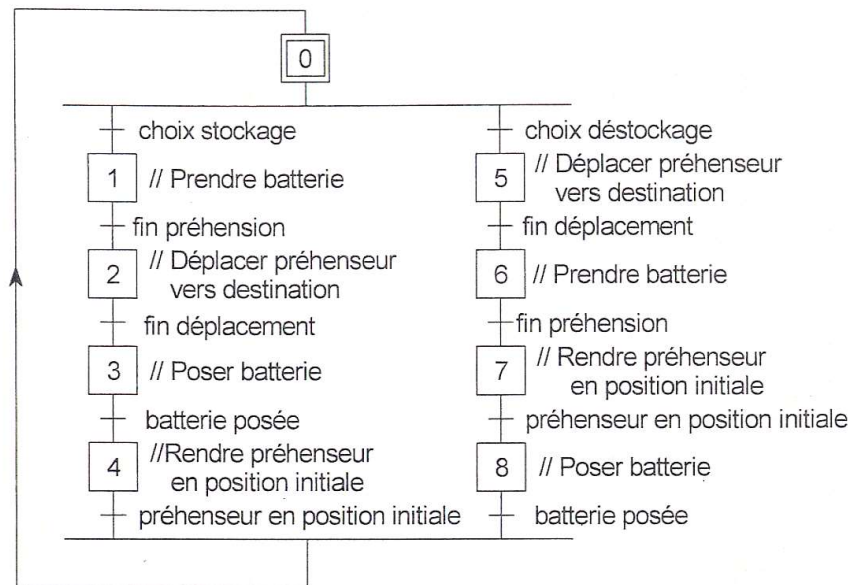 0
choix stockage
1 // Prendre batterie
fin préhension
2 // Déplacer préhenseur
vers destination
fin déplacement
3 // Poser batterie
batterie posée
4 //Rendre préhenseur
en position initiale
préhenseur en position initiale
choix déstockage
5 // Déplacer préhenseur
vers destination
fin déplacement
6 // Prendre batterie
fin préhension
7 // Rendre préhenseur
en position initiale
préhenseur en position initiale
8 // Poser batterie
batterie posée